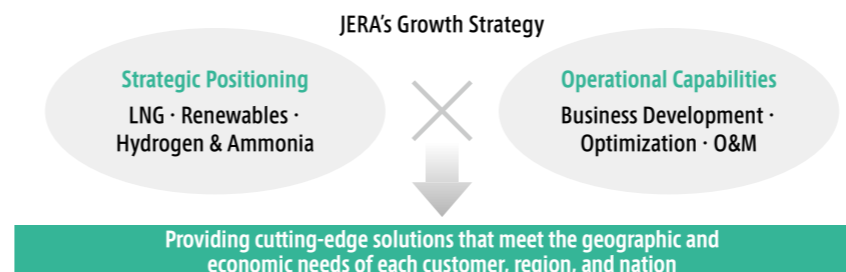 JERA's Growth Strategy
Strategic Positioning
LNG · Renewables ·
Hydrogen & Ammonia
Operational Capabilities
Business Development ·
Optimization · O&M
Providing cutting-edge solutions that meet the geographic and
economic needs of each customer, region, and nation